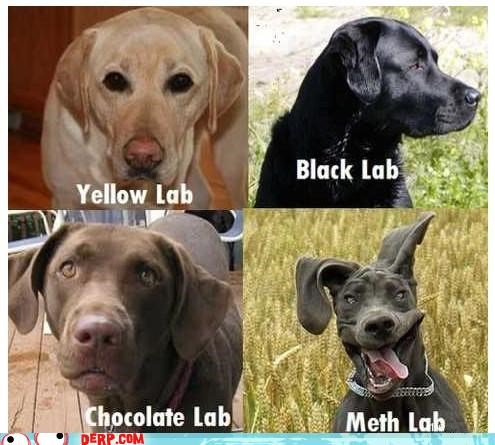 Yellow Lab
Black Lab
Chocolate Lab
Meth Lab
DERP.COM